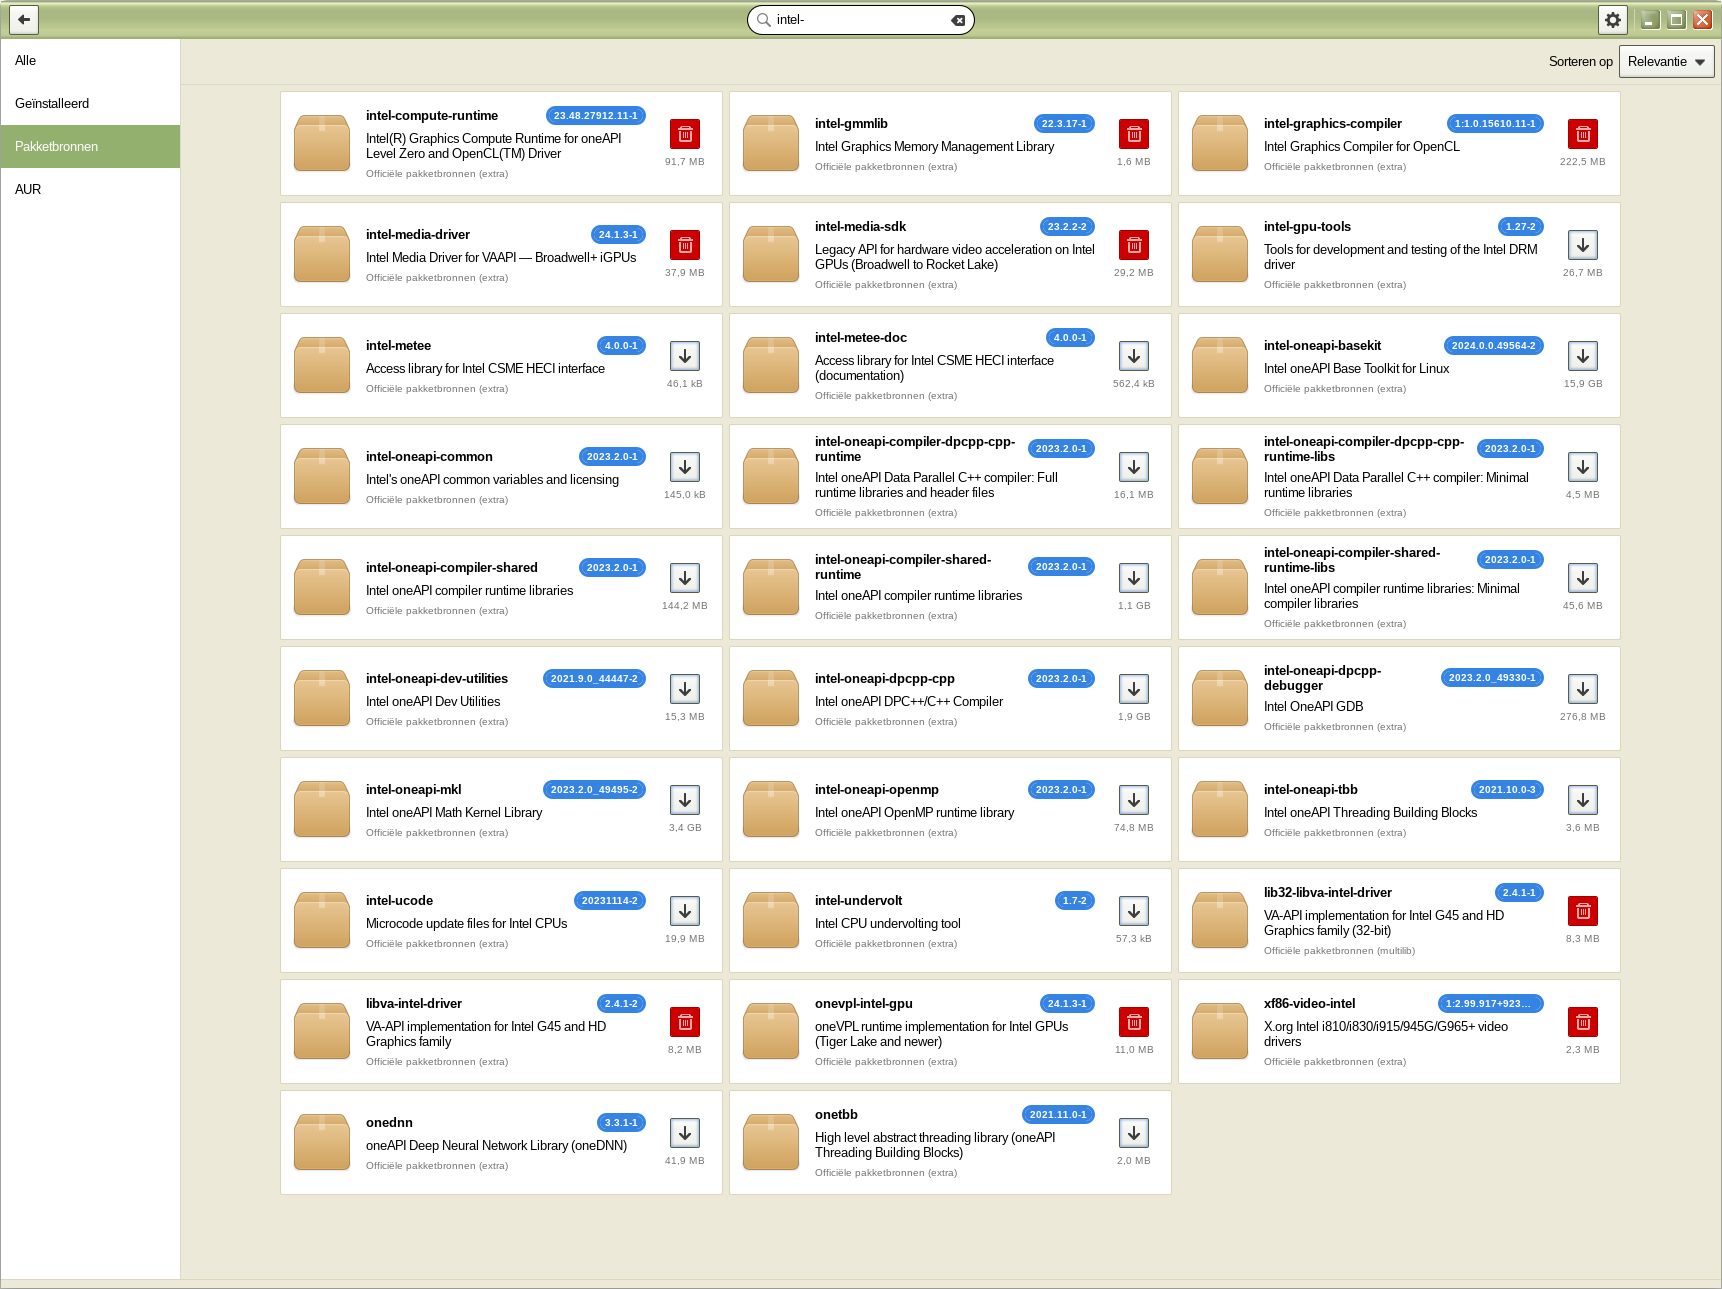 intel-
Sorteren op Relevantie
Alle
Geïnstalleerd
Pakketbronnen
AUR
intel-compute-runtime 23.48.27912.11-1
Intel(R) Graphics Compute Runtime for oneAPI
Level Zero and OpenCL(TM) Driver
Officiële pakketbronnen (extra)
91,7 MB
intel-gmmlib 22.3.17-1
Intel Graphics Memory Management Library
Officiële pakketbronnen (extra)
1,6 MB
intel-graphics-compiler 1:1.0.15610.11-1
Intel Graphics Compiler for OpenCL
Officiële pakketbronnen (extra)
222,5 MB
intel-media-driver 24.1.3-1
Intel Media Driver for VAAPI — Broadwell+ iGPUs
Officiële pakketbronnen (extra)
37,9 MB
intel-media-sdk 23.2.2-2
Legacy API for hardware video acceleration on Intel
GPUs (Broadwell to Rocket Lake)
Officiële pakketbronnen (extra)
29,2 MB
intel-gpu-tools 1.27-2
Tools for development and testing of the Intel DRM
driver
Officiële pakketbronnen (extra)
26,7 MB
intel-metee 4.0.0-1
Access library for Intel CSME HECI interface
Officiële pakketbronnen (extra)
46,1 kB
intel-metee-doc 4.0.0-1
Access library for Intel CSME HECI interface
(documentation)
Officiële pakketbronnen (extra)
562,4 kB
intel-oneapi-basekit 2024.0.0.49564-2
Intel oneAPI Base Toolkit for Linux
Officiële pakketbronnen (extra)
15,9 GB
intel-oneapi-common 2023.2.0-1
Intel's oneAPI common variables and licensing
Officiële pakketbronnen (extra)
145,0 kB
intel-oneapi-compiler-dpcpp-cpp-
runtime 2023.2.0-1
Intel oneAPI Data Parallel C++ compiler: Full
runtime libraries and header files
Officiële pakketbronnen (extra)
16,1 MB
intel-oneapi-compiler-dpcpp-cpp-
runtime-libs 2023.2.0-1
Intel oneAPI Data Parallel C++ compiler: Minimal
runtime libraries
Officiële pakketbronnen (extra)
4,5 MB
intel-oneapi-compiler-shared 2023.2.0-1
Intel oneAPI compiler runtime libraries
Officiële pakketbronnen (extra)
144,2 MB
intel-oneapi-compiler-shared-
runtime 2023.2.0-1
Intel oneAPI compiler runtime libraries
Officiële pakketbronnen (extra)
1,1 GB
intel-oneapi-compiler-shared-
runtime-libs 2023.2.0-1
Intel oneAPI compiler runtime libraries: Minimal
compiler libraries
Officiële pakketbronnen (extra)
45,6 MB
intel-oneapi-dev-utilities 2021.9.0_44447-2
Intel oneAPI Dev Utilities
Officiële pakketbronnen (extra)
15,3 MB
intel-oneapi-dpcpp-cpp 2023.2.0-1
Intel oneAPI DPC++/C++ Compiler
Officiële pakketbronnen (extra)
1,9 GB
intel-oneapi-dpcpp-
debugger 2023.2.0_49330-1
Intel OneAPI GDB
Officiële pakketbronnen (extra)
276,8 MB
intel-oneapi-mkl 2023.2.0_49495-2
Intel oneAPI Math Kernel Library
Officiële pakketbronnen (extra)
3,4 GB
intel-oneapi-openmp 2023.2.0-1
Intel oneAPI OpenMP runtime library
Officiële pakketbronnen (extra)
74,8 MB
intel-oneapi-tbb 2021.10.0-3
Intel oneAPI Threading Building Blocks
Officiële pakketbronnen (extra)
3,6 MB
intel-ucode 20231114-2
Microcode update files for Intel CPUs
Officiële pakketbronnen (extra)
19,9 MB
intel-undervolt 1.7-2
Intel CPU undervolting tool
Officiële pakketbronnen (extra)
57,3 kB
lib32-libva-intel-driver 2.4.1-1
VA-API implementation for Intel G45 and HD
Graphics family (32-bit)
Officiële pakketbronnen (multilib)
8,3 MB
libva-intel-driver 2.4.1-2
VA-API implementation for Intel G45 and HD
Graphics family
Officiële pakketbronnen (extra)
8,2 MB
onevpl-intel-gpu 24.1.3-1
oneVPL runtime implementation for Intel GPUs
(Tiger Lake and newer)
Officiële pakketbronnen (extra)
11,0 MB
xf86-video-intel 1:2.99.917+923...
X.org Intel i810/i830/i915/945G/G965+ video
drivers
Officiële pakketbronnen (extra)
2,3 MB
onednn 3.3.1-1
oneAPI Deep Neural Network Library (oneDNN)
Officiële pakketbronnen (extra)
41,9 MB
onetbb 2021.11.0-1
High level abstract threading library (oneAPI
Threading Building Blocks)
Officiële pakketbronnen (extra)
2,0 MB